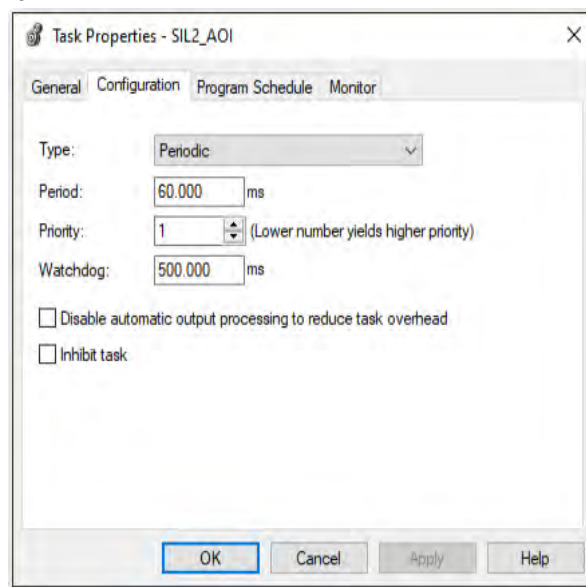 Task Properties - SIL2_AOI
General Configuration Program Schedule Monitor
Type: Periodic
Period: 60.000 ms
Priority: 1 (Lower number yields higher priority)
Watchdog: 500.000 ms
Disable automatic output processing to reduce task overhead
Inhibit task
OK Cancel Apply Help